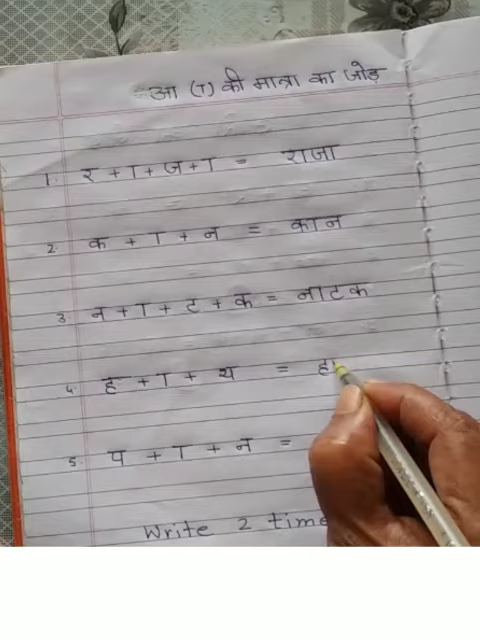 आ (ा) की मात्रा का जोड़
1. र + ा + ज + ा = राजा
2. क + ा + न = कान
3. न + ा + ट + क = नाटक
4. ह + ा + थ = ह
5. प + ा + न =
Write 2 time